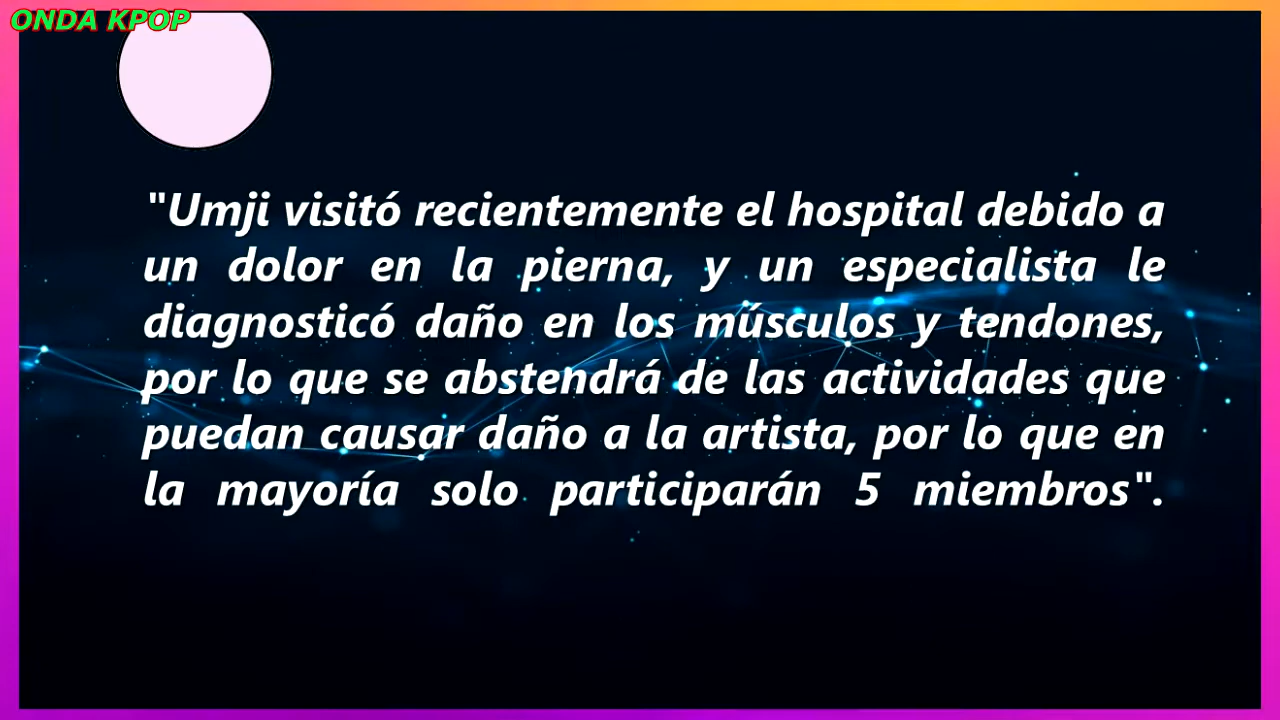 ONDA KPOP
"Umji visitó recientemente el hospital debido a
un dolor en la pierna, y un especialista le
diagnosticó daño en los músculos y tendones,
por lo que se abstendrá de las actividades que
puedan causar daño a la artista, por lo que en
la mayoría solo participarán 5 miembros".